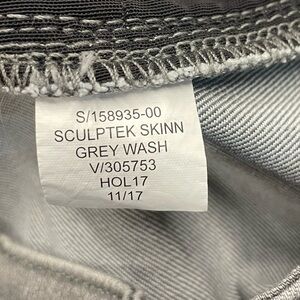 S/158935-00
SCULPTEK SKINN
GREY WASH
V/305753
HOL17
11/17